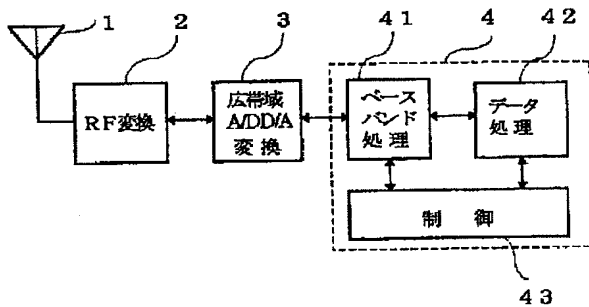 1
2
3
41
4
42
RF変換
広帯域
A/DD/A
変換
ベース
バンド
処理
データ
処理
制御
43